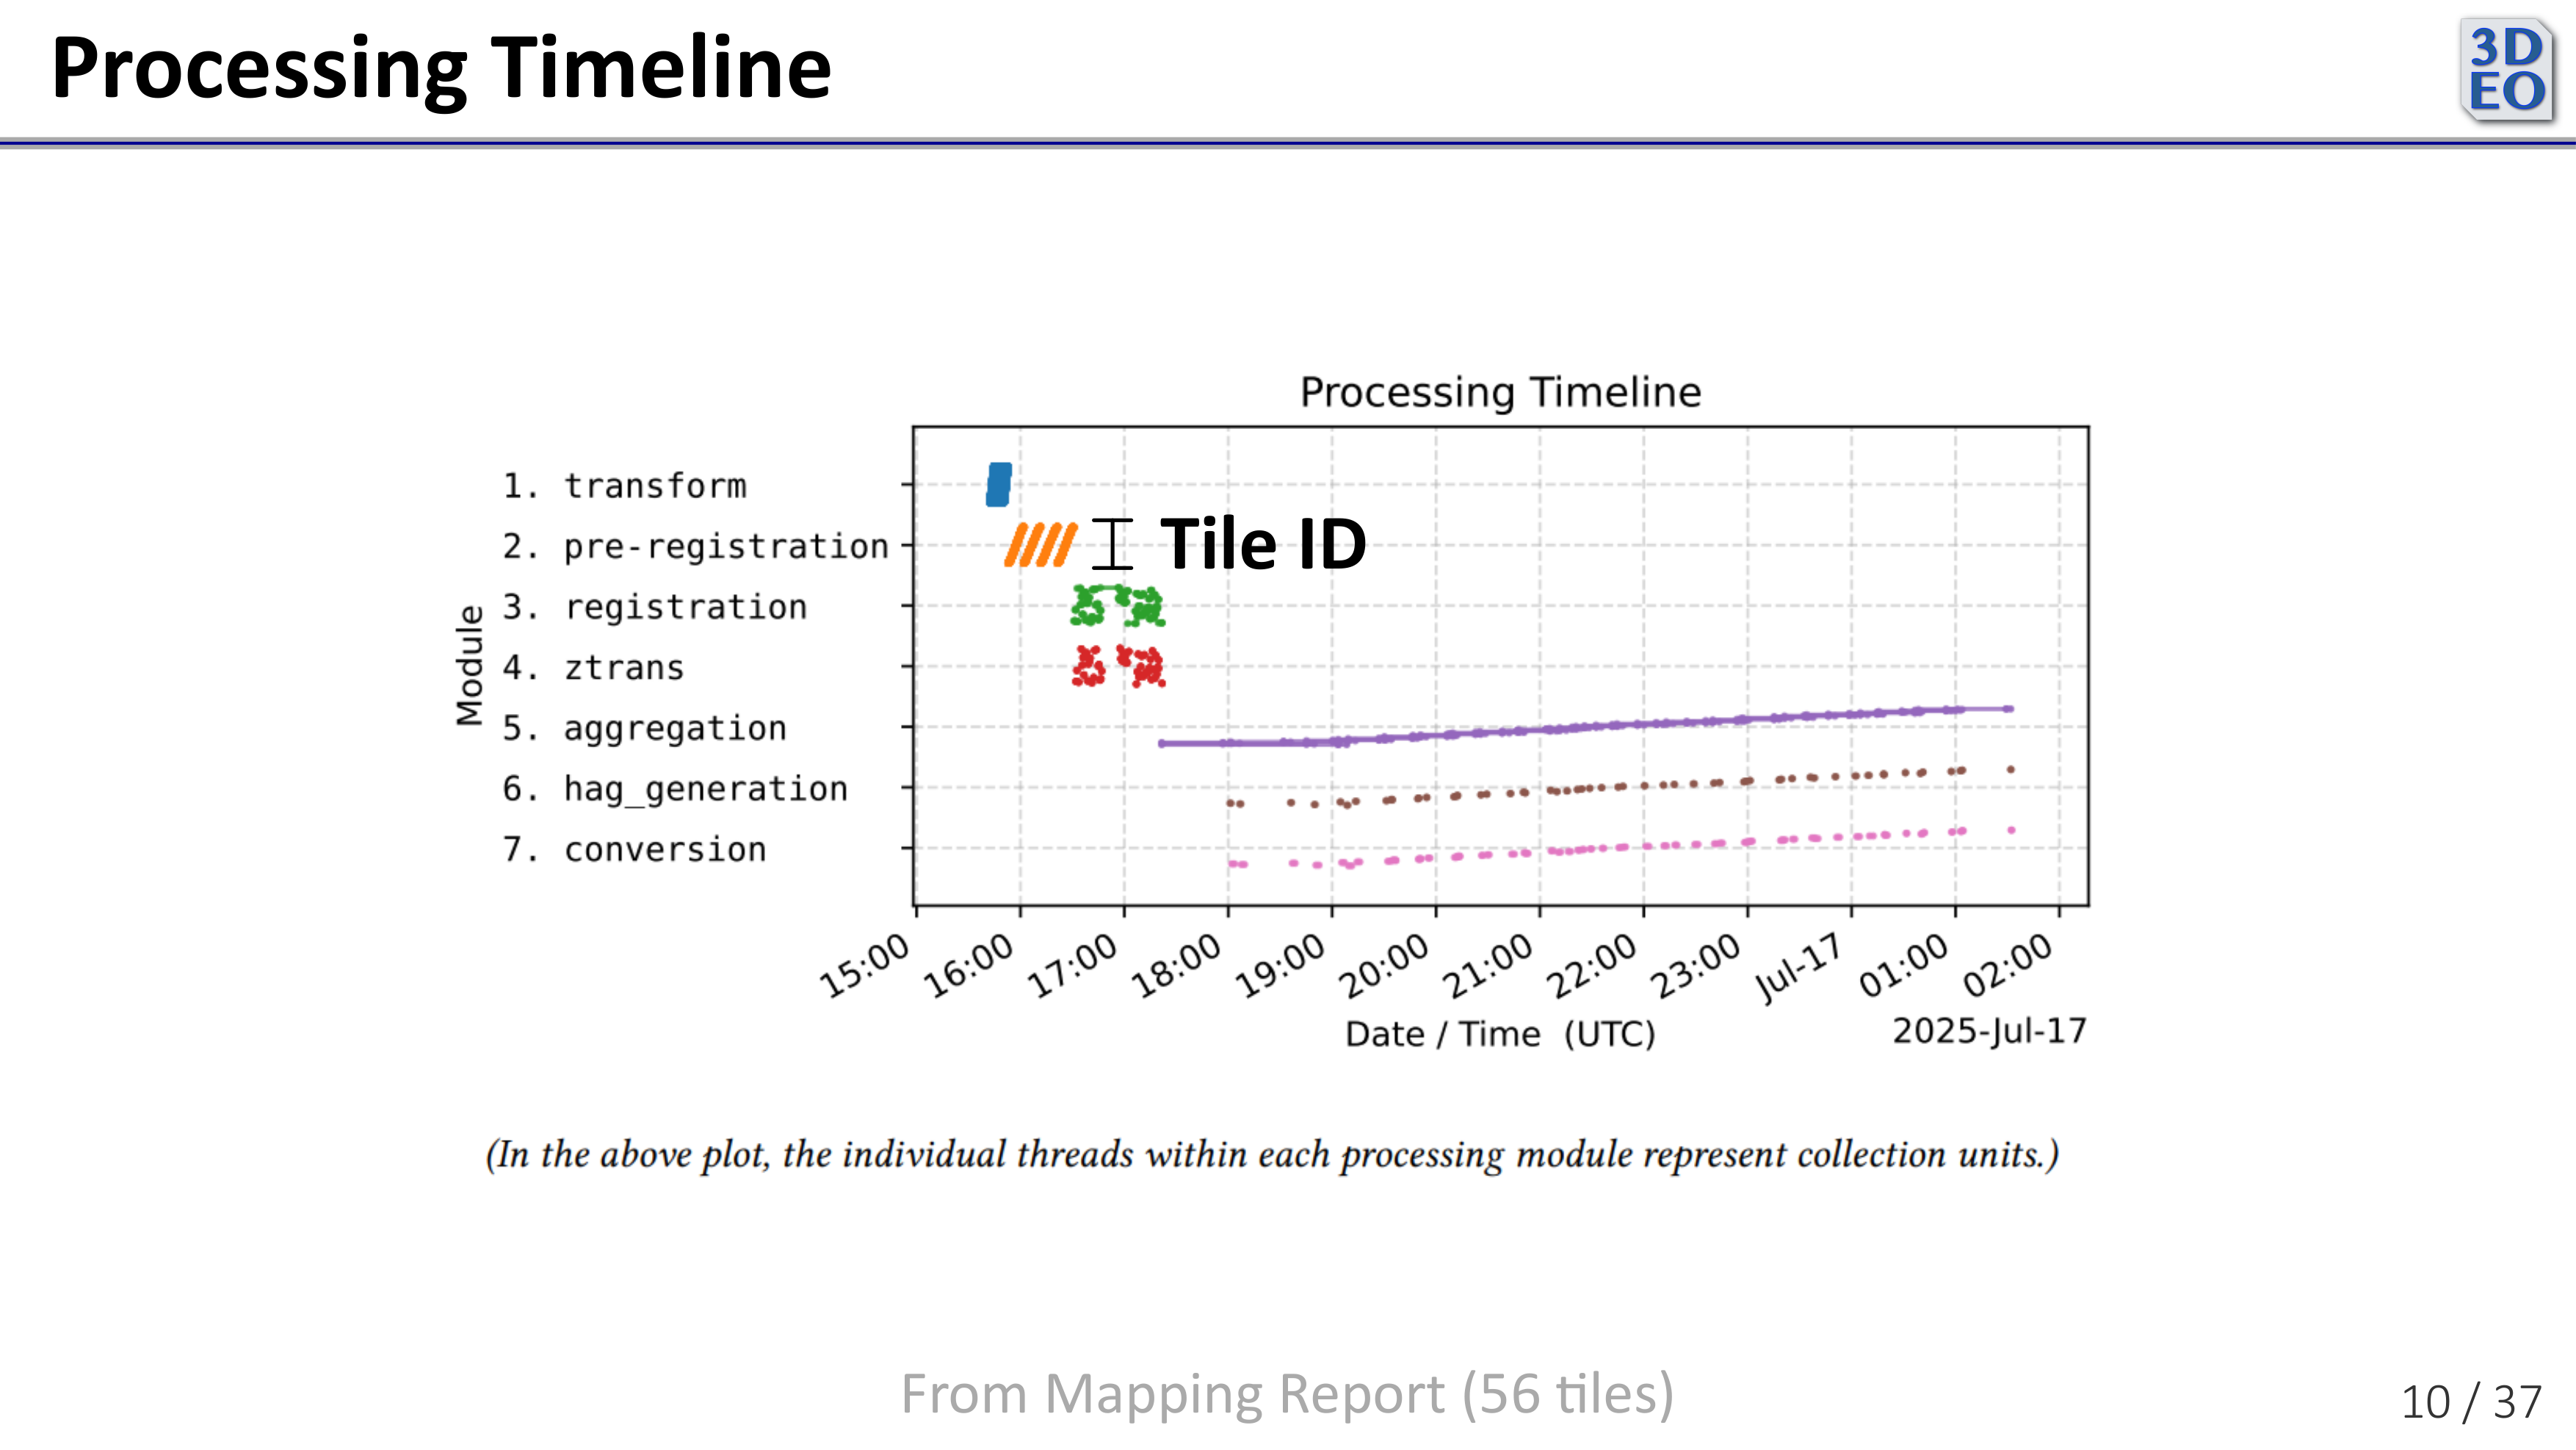 Processing Timeline
3D
EO
Processing Timeline
1. transform
2. pre-registration
Tile ID
3. registration
4. ztrans
5. aggregation
6. hag_generation
7. conversion
Module
15:00
16:00
17:00
18:00
19:00
20:00
21:00
22:00
23:00
Jul-17
01:00
02:00
Date / Time (UTC)
2025-Jul-17
(In the above plot, the individual threads within each processing module represent collection units.)
From Mapping Report (56 tiles)
10 / 37